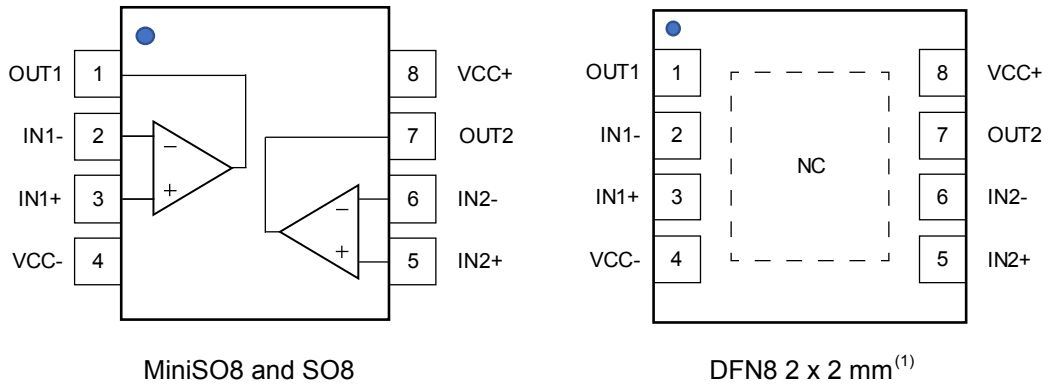 OUT1 1 8 VCC+
IN1- 2 − 7 OUT2
IN1+ 3 + − 6 IN2-
VCC- 4 + 5 IN2+
MiniSO8 and SO8
OUT1 1 8 VCC+
IN1- 2 7 OUT2
NC
IN1+ 3 6 IN2-
VCC- 4 5 IN2+
DFN8 2 x 2 mm(1)